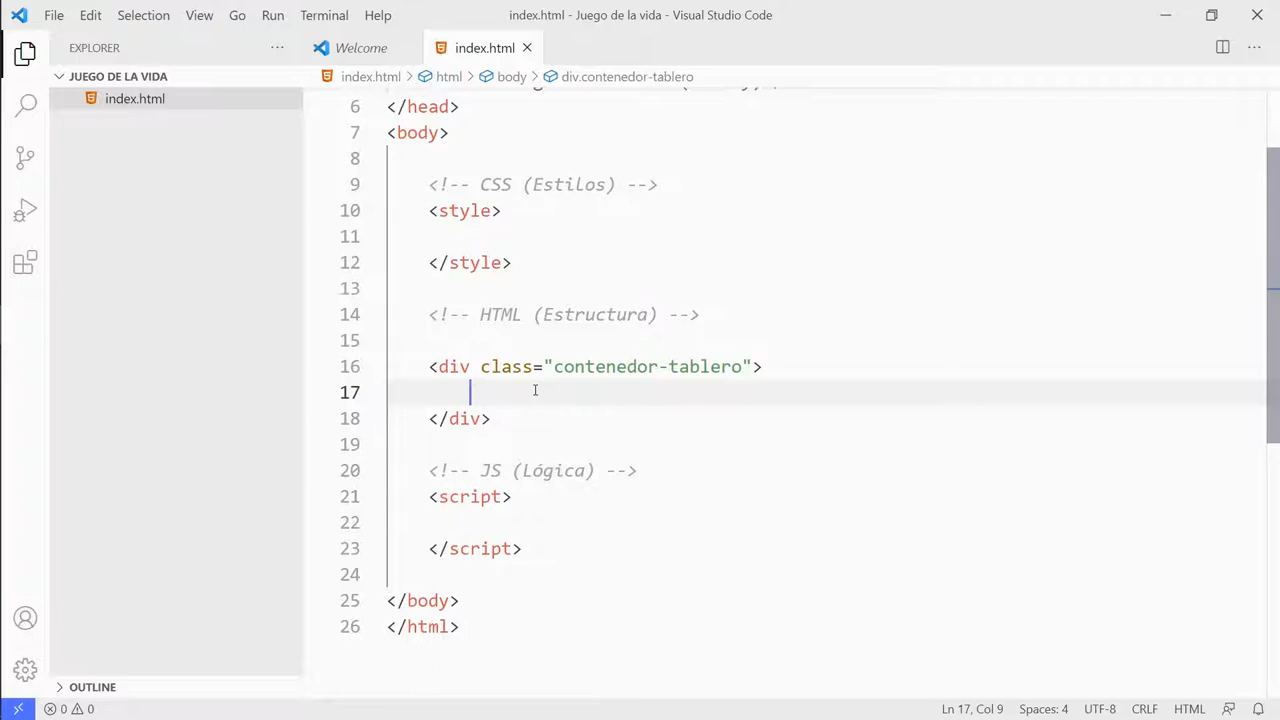 File Edit Selection View Go Run Terminal Help index.html - Juego de la vida - Visual Studio Code
EXPLORER ··· Welcome index.html
JUEGO DE LA VIDA index.html > html > body > div.contenedor-tablero
index.html
6 </head>
7 <body>
8
9 <!-- CSS (Estilos) -->
10 <style>
11
12 </style>
13
14 <!-- HTML (Estructura) -->
15
16 <div class="contenedor-tablero">
17
18 </div>
19
20 <!-- JS (Lógica) -->
21 <script>
22
23 </script>
24
25 </body>
26 </html>
OUTLINE
0 0 Ln 17, Col 9 Spaces: 4 UTF-8 CRLF HTML